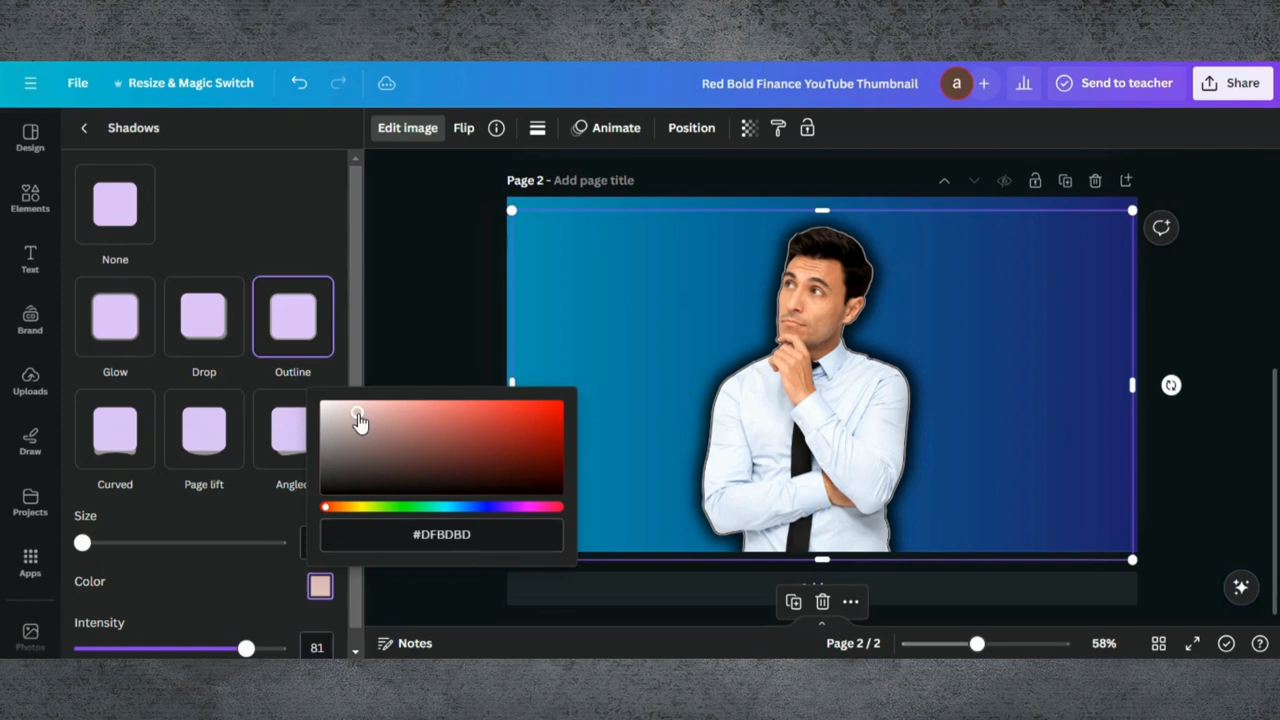 File
Resize & Magic Switch
Red Bold Finance YouTube Thumbnail
a
Send to teacher
Share
Design
Elements
Text
Brand
Uploads
Draw
Projects
Apps
Photos
Shadows
None
Glow
Drop
Outline
Curved
Page lift
Angled
Size
Color
Intensity
81
#DFBDBD
Edit image
Flip
Animate
Position
Page 2 - Add page title
Notes
Page 2 / 2
58%